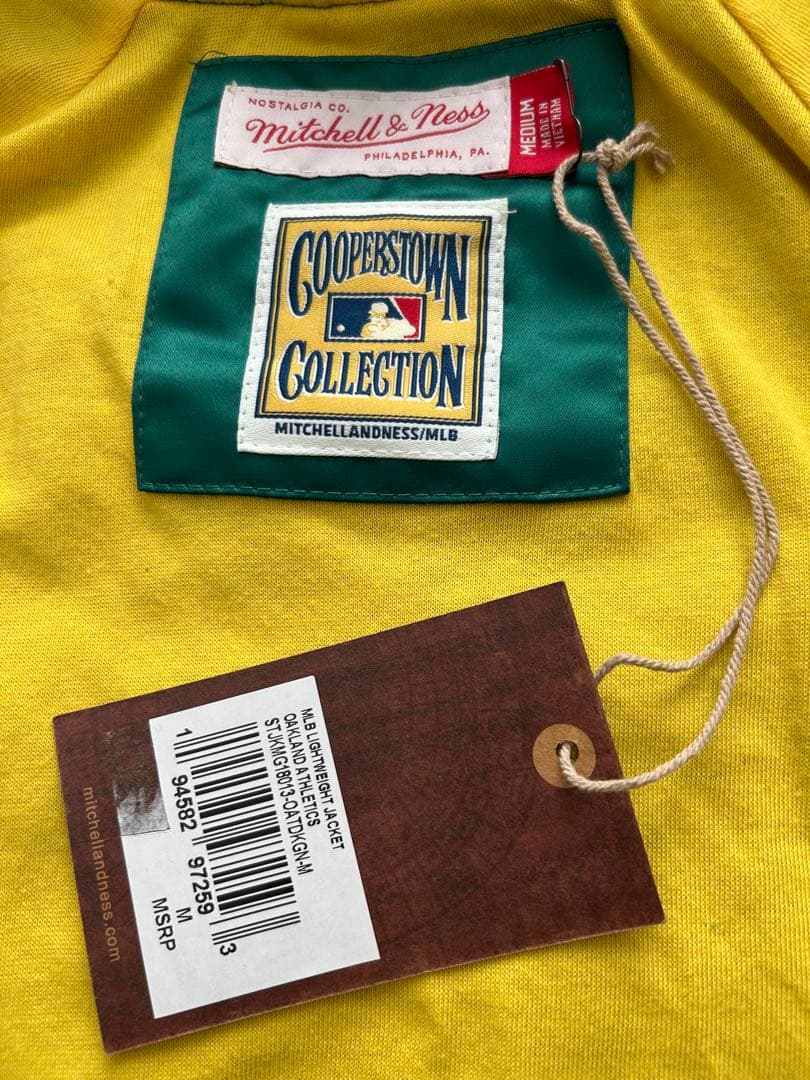 NOSTALGIA CO.
Mitchell & Ness
PHILADELPHIA, PA.
MEDIUM
MADE IN
VIETNAM
COOPERSTOWN
COLLECTION
MITCHELLANDNESS/MLB
MLB LIGHTWEIGHT JACKET
OAKLAND ATHLETICS
STJKMG18013-OATDKGN-M
1 94582 97259 3
M
MSRP
mitchellandness.com